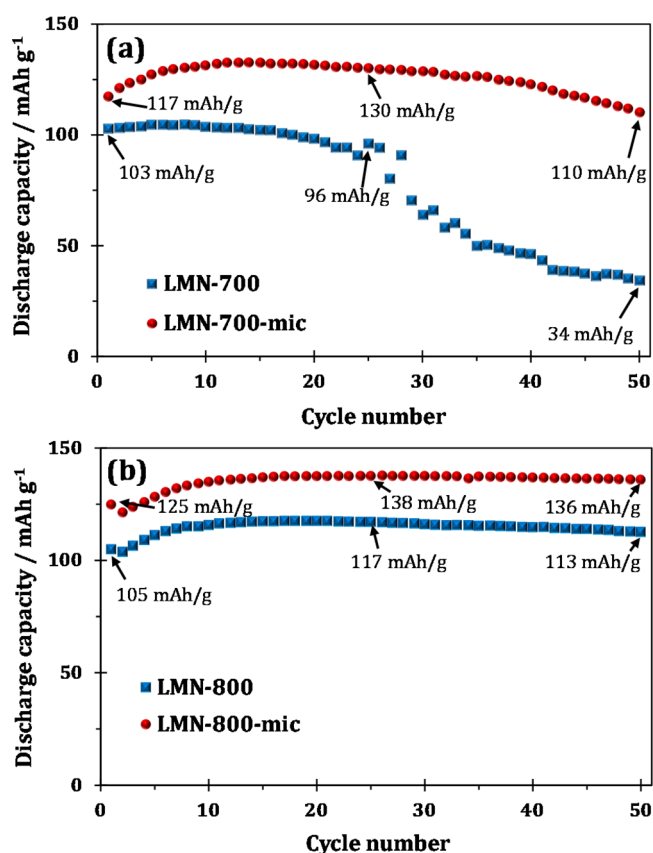 (a)
Discharge capacity / mAh g⁻¹
150
100
50
0
117 mAh/g
103 mAh/g
130 mAh/g
96 mAh/g
110 mAh/g
34 mAh/g
LMN-700
LMN-700-mic
0 10 20 30 40 50
Cycle number
(b)
Discharge capacity / mAh g⁻¹
150
100
50
0
125 mAh/g
105 mAh/g
138 mAh/g
117 mAh/g
136 mAh/g
113 mAh/g
LMN-800
LMN-800-mic
0 10 20 30 40 50
Cycle number